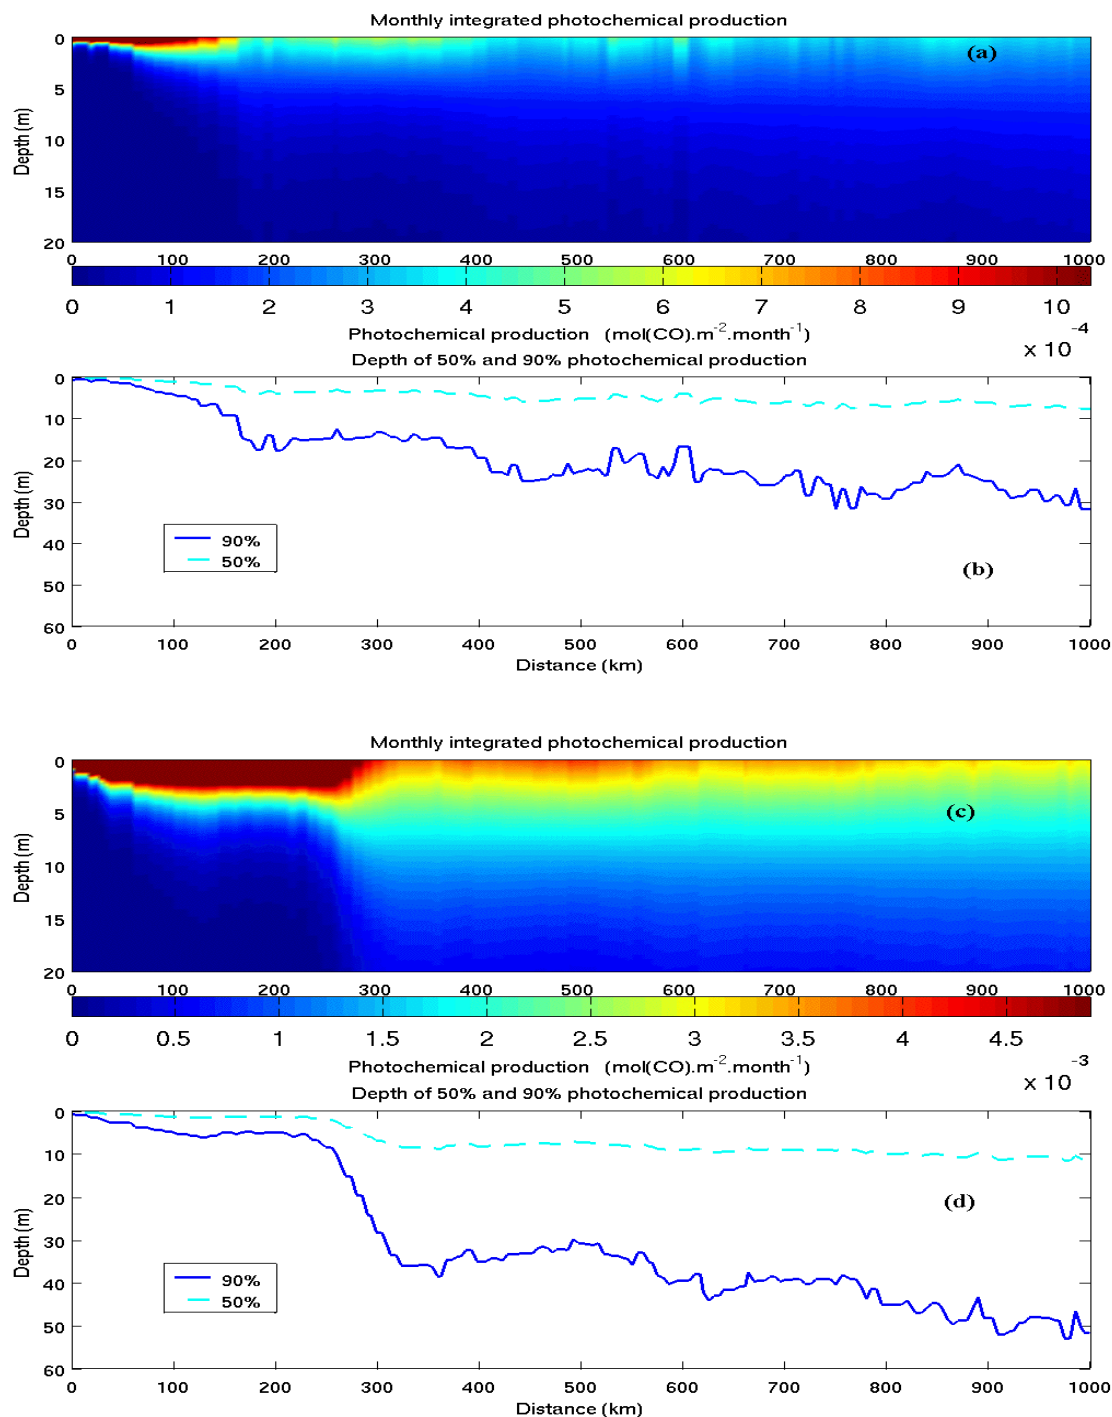 Monthly integrated photochemical production
(a)
Depth (m)
0
5
10
15
20
0 100 200 300 400 500 600 700 800 900 1000
0 1 2 3 4 5 6 7 8 9 10
Photochemical production (mol(CO).m-2.month-1)
x 10-4
Depth of 50% and 90% photochemical production
Depth (m)
0
10
20
30
40
50
60
90%
50%
(b)
0 100 200 300 400 500 600 700 800 900 1000
Distance (km)
Monthly integrated photochemical production
(c)
Depth (m)
0
5
10
15
20
0 100 200 300 400 500 600 700 800 900 1000
0 0.5 1 1.5 2 2.5 3 3.5 4 4.5
Photochemical production (mol(CO).m-2.month-1)
x 10-3
Depth of 50% and 90% photochemical production
Depth (m)
0
10
20
30
40
50
60
(d)
90%
50%
0 100 200 300 400 500 600 700 800 900 1000
Distance (km)